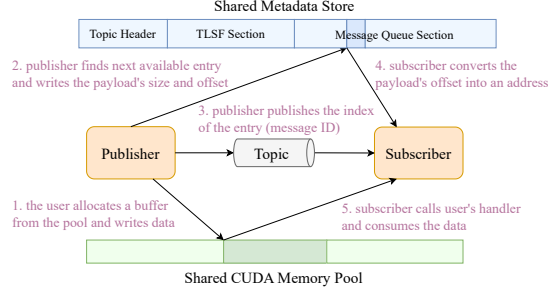 Shared Metadata Store
Topic Header
TLSF Section
Message Queue Section
2. publisher finds next available entry
and writes the payload's size and offset
4. subscriber converts the
payload's offset into an address
3. publisher publishes the index
of the entry (message ID)
Publisher
Topic
Subscriber
1. the user allocates a buffer
from the pool and writes data
5. subscriber calls user's handler
and consumes the data
Shared CUDA Memory Pool